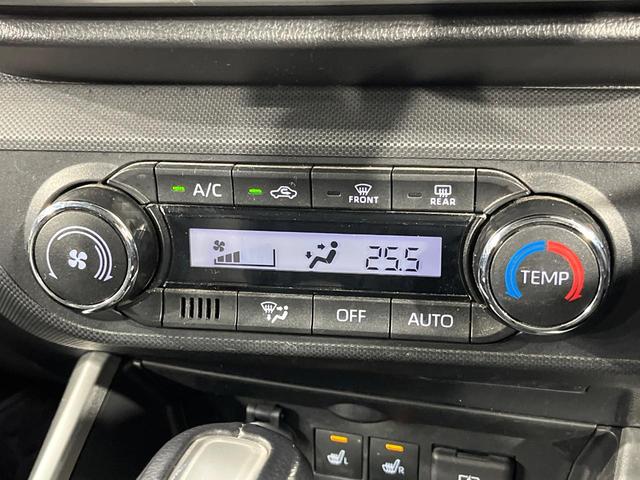 A/C
FRONT
REAR
25.5
TEMP
OFF
AUTO
L
R